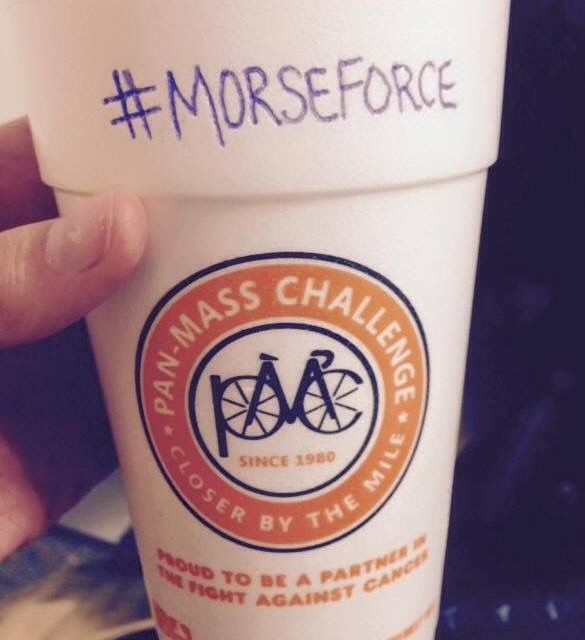 #MORSEFORCE
PAN-MASS CHALLENGE
pmc
SINCE 1980
CLOSER BY THE MILE
PROUD TO BE A PARTNER IN
THE FIGHT AGAINST CANCER